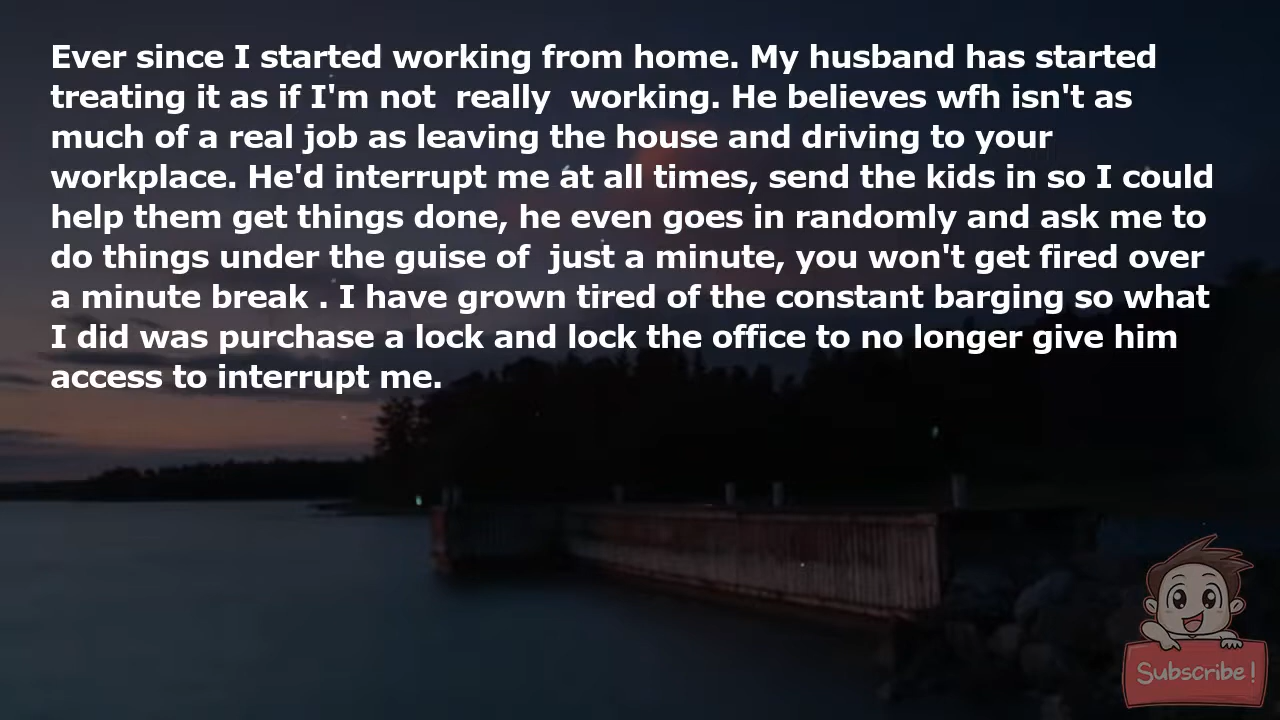 Ever since I started working from home. My husband has started
treating it as if I'm not  really  working. He believes wfh isn't as
much of a real job as leaving the house and driving to your
workplace. He'd interrupt me at all times, send the kids in so I could
help them get things done, he even goes in randomly and ask me to
do things under the guise of  just a minute, you won't get fired over
a minute break . I have grown tired of the constant barging so what
I did was purchase a lock and lock the office to no longer give him
access to interrupt me.
Subscribe!